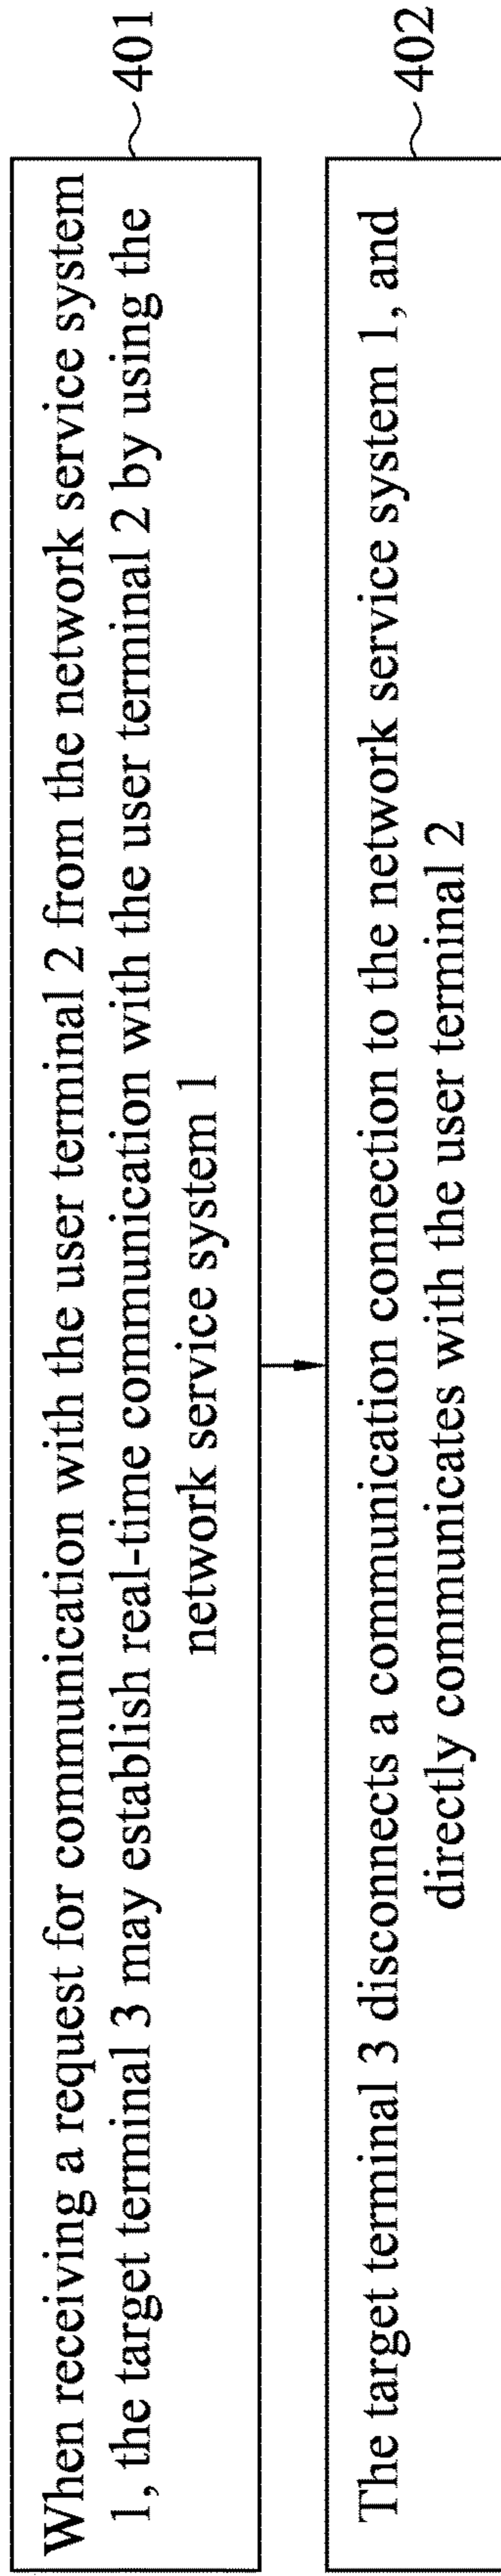 When receiving a request for communication with the user terminal 2 from the network service system
1, the target terminal 3 may establish real-time communication with the user terminal 2 by using the
network service system 1
401
The target terminal 3 disconnects a communication connection to the network service system 1, and
directly communicates with the user terminal 2
402